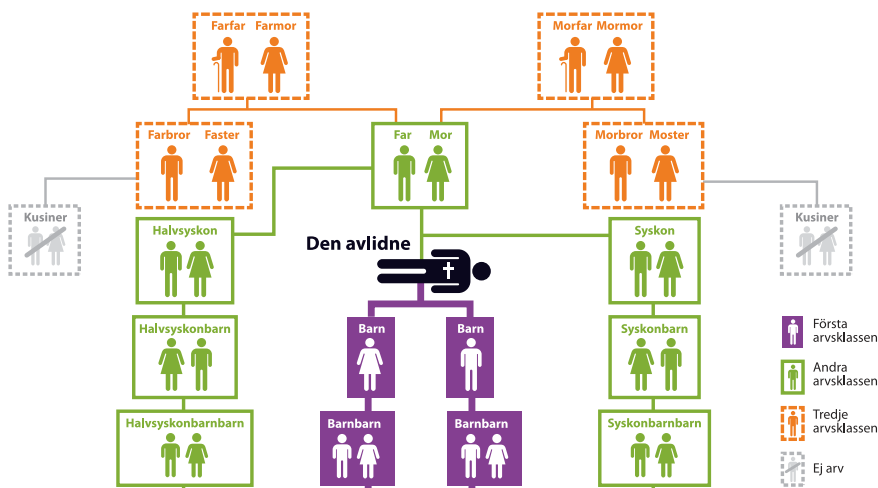 Farfar Farmor
Morfar Mormor
Farbror Faster
Far Mor
Morbror Moster
Kusiner
Kusiner
Halvsyskon
Den avlidne
Syskon
Halvsyskonbarn
Barn
Barn
Syskonbarn
Halvsyskonbarnbarn
Barnbarn
Barnbarn
Syskonbarnbarn
Första
arvsklassen
Andra
arvsklassen
Tredje
arvsklassen
Ej arv